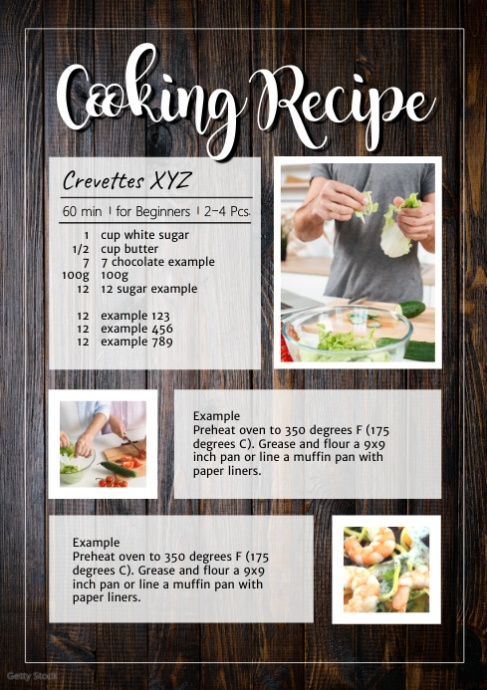 Cooking Recipe
Crevettes XYZ
60 min | for Beginners | 2-4 Pcs.
1 cup white sugar
1/2 cup butter
7 7 chocolate example
100g 100g
12 12 sugar example
12 example 123
12 example 456
12 example 789
Example
Preheat oven to 350 degrees F (175
degrees C). Grease and flour a 9x9
inch pan or line a muffin pan with
paper liners.
Example
Preheat oven to 350 degrees F (175
degrees C). Grease and flour a 9x9
inch pan or line a muffin pan with
paper liners.
Getty Stock